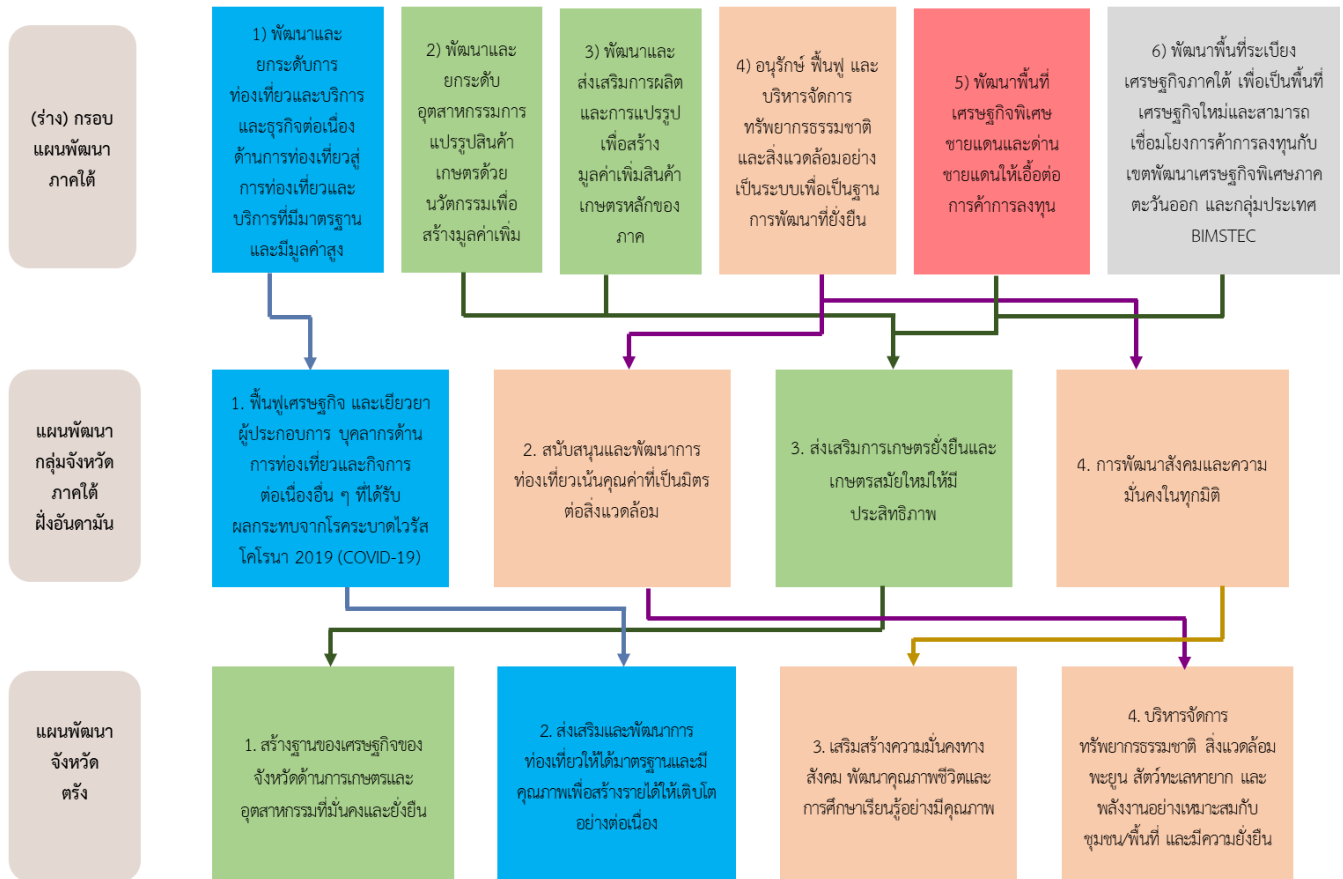 (ร่าง) กรอบ
แผนพัฒนา
ภาคใต้
1) พัฒนาและ
ยกระดับการ
ท่องเที่ยวและบริการ
และธุรกิจต่อเนื่อง
ด้านการท่องเที่ยวสู่
การท่องเที่ยวและ
บริการที่มีมาตรฐาน
และมีมูลค่าสูง
2) พัฒนาและ
ยกระดับ
อุตสาหกรรมการ
แปรรูปสินค้า
เกษตรด้วย
นวัตกรรมเพื่อ
สร้างมูลค่าเพิ่ม
3) พัฒนาและ
ส่งเสริมการผลิต
และการแปรรูป
เพื่อสร้าง
มูลค่าเพิ่มสินค้า
เกษตรหลักของ
ภาค
4) อนุรักษ์ ฟื้นฟู และ
บริหารจัดการ
ทรัพยากรธรรมชาติ
และสิ่งแวดล้อมอย่าง
เป็นระบบเพื่อเป็นฐาน
การพัฒนาที่ยั่งยืน
5) พัฒนาพื้นที่
เศรษฐกิจพิเศษ
ชายแดนและด่าน
ชายแดนให้เอื้อต่อ
การค้าการลงทุน
6) พัฒนาพื้นที่ระเบียง
เศรษฐกิจภาคใต้ เพื่อเป็นพื้นที่
เศรษฐกิจใหม่และสามารถ
เชื่อมโยงการค้าการลงทุนกับ
เขตพัฒนาเศรษฐกิจพิเศษภาค
ตะวันออก และกลุ่มประเทศ
BIMSTEC
แผนพัฒนา
กลุ่มจังหวัด
ภาคใต้
ฝั่งอันดามัน
1. ฟื้นฟูเศรษฐกิจ และเยียวยา
ผู้ประกอบการ บุคลากรด้าน
การท่องเที่ยวและกิจการ
ต่อเนื่องอื่น ๆ ที่ได้รับ
ผลกระทบจากโรคระบาดไวรัส
โคโรนา 2019 (COVID-19)
2. สนับสนุนและพัฒนาการ
ท่องเที่ยวเน้นคุณค่าที่เป็นมิตร
ต่อสิ่งแวดล้อม
3. ส่งเสริมการเกษตรยั่งยืนและ
เกษตรสมัยใหม่ให้มี
ประสิทธิภาพ
4. การพัฒนาสังคมและความ
มั่นคงในทุกมิติ
แผนพัฒนา
จังหวัด
ตรัง
1. สร้างฐานของเศรษฐกิจของ
จังหวัดด้านการเกษตรและ
อุตสาหกรรมที่มั่นคงและยั่งยืน
2. ส่งเสริมและพัฒนาการ
ท่องเที่ยวให้ได้มาตรฐานและมี
คุณภาพเพื่อสร้างรายได้ให้เติบโต
อย่างต่อเนื่อง
3. เสริมสร้างความมั่นคงทาง
สังคม พัฒนาคุณภาพชีวิตและ
การศึกษาเรียนรู้อย่างมีคุณภาพ
4. บริหารจัดการ
ทรัพยากรธรรมชาติ สิ่งแวดล้อม
พะยูน สัตว์ทะเลหายาก และ
พลังงานอย่างเหมาะสมกับ
ชุมชน/พื้นที่ และมีความยั่งยืน